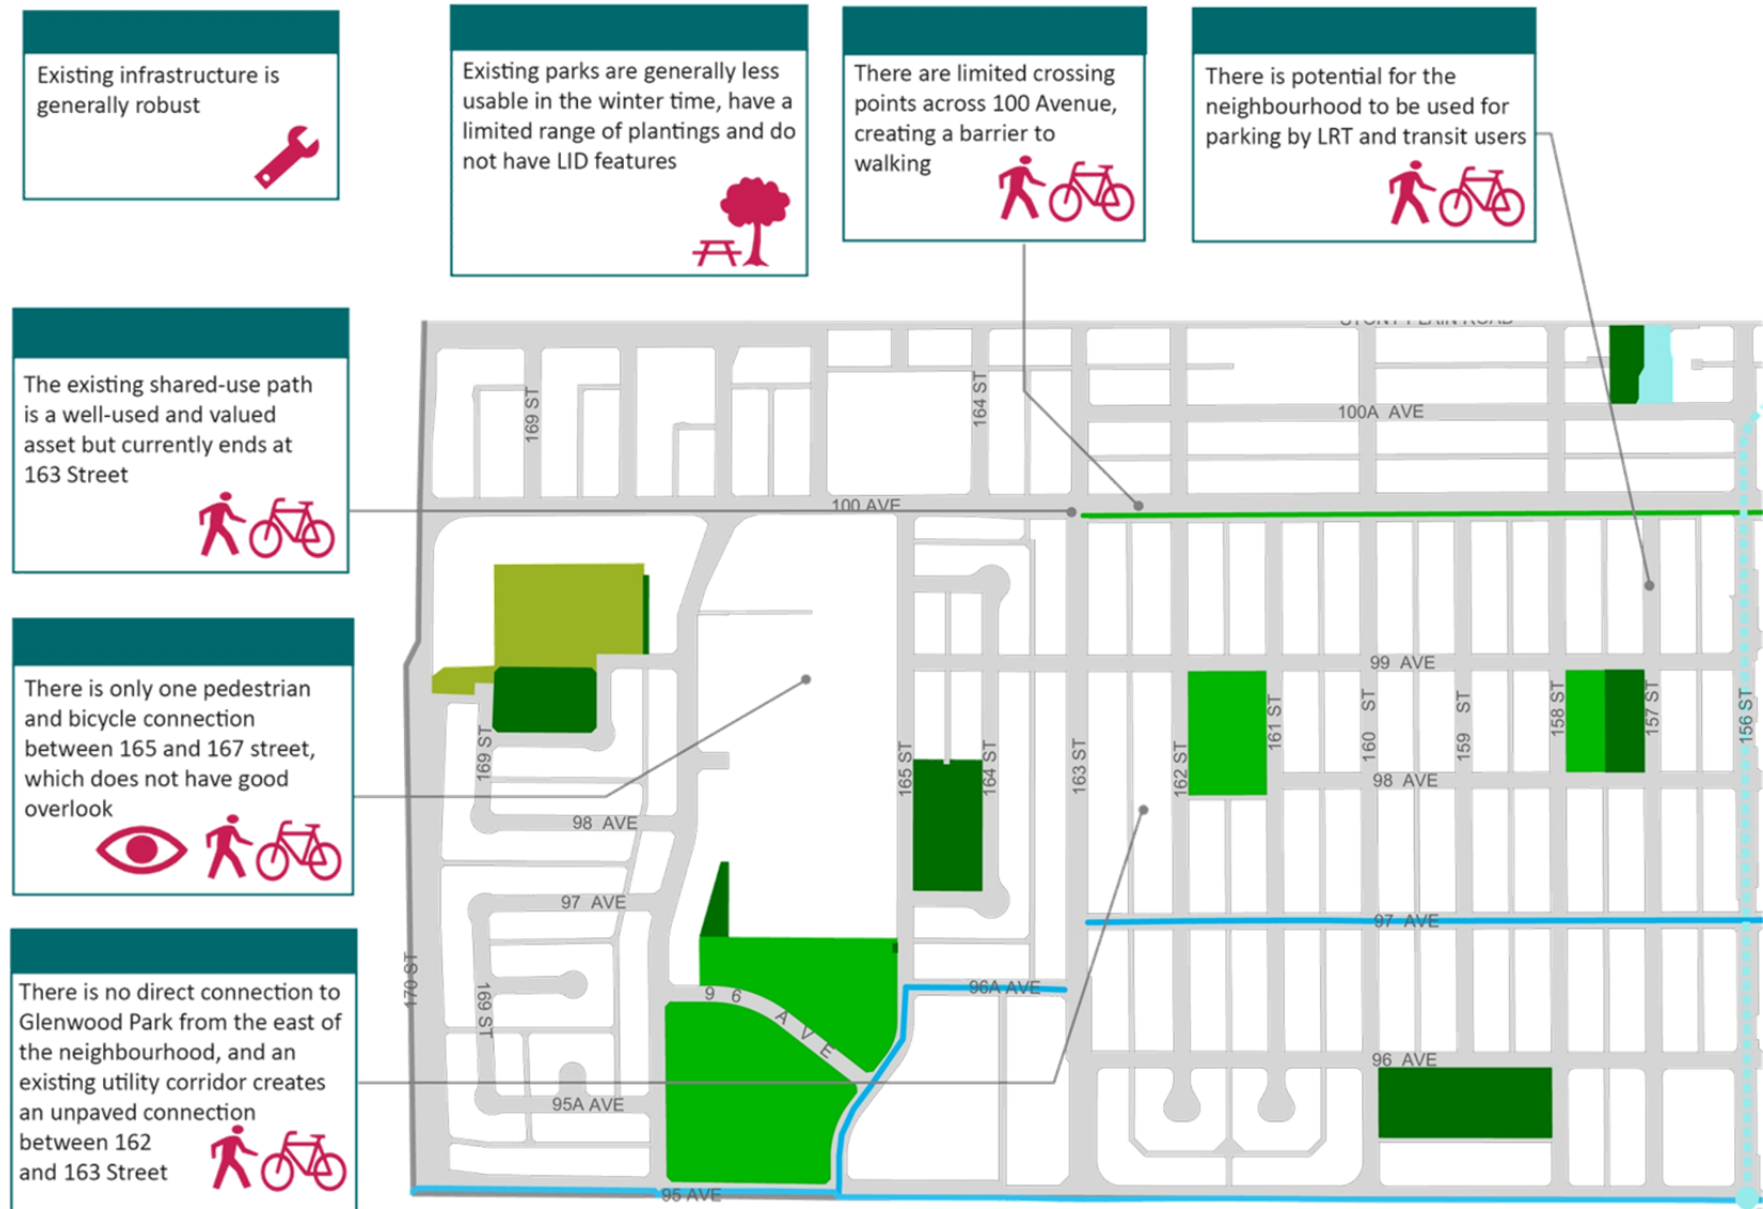 Existing infrastructure is
generally robust
Existing parks are generally less
usable in the winter time, have a
limited range of plantings and do
not have LID features
There are limited crossing
points across 100 Avenue,
creating a barrier to
walking
There is potential for the
neighbourhood to be used for
parking by LRT and transit users
The existing shared-use path
is a well-used and valued
asset but currently ends at
163 Street
There is only one pedestrian
and bicycle connection
between 165 and 167 street,
which does not have good
overlook
There is no direct connection to
Glenwood Park from the east of
the neighbourhood, and an
existing utility corridor creates
an unpaved connection
between 162
and 163 Street
STONY PLAIN ROAD
169 ST
164 ST
100A AVE
100 AVE
99 AVE
169 ST
165 ST
164 ST
163 ST
162 ST
161 ST
160 ST
159 ST
158 ST
157 ST
156 ST
98 AVE
98 AVE
97 AVE
97 AVE
170 ST
169 ST
96 AVE
96A AVE
96 AVE
95A AVE
95 AVE